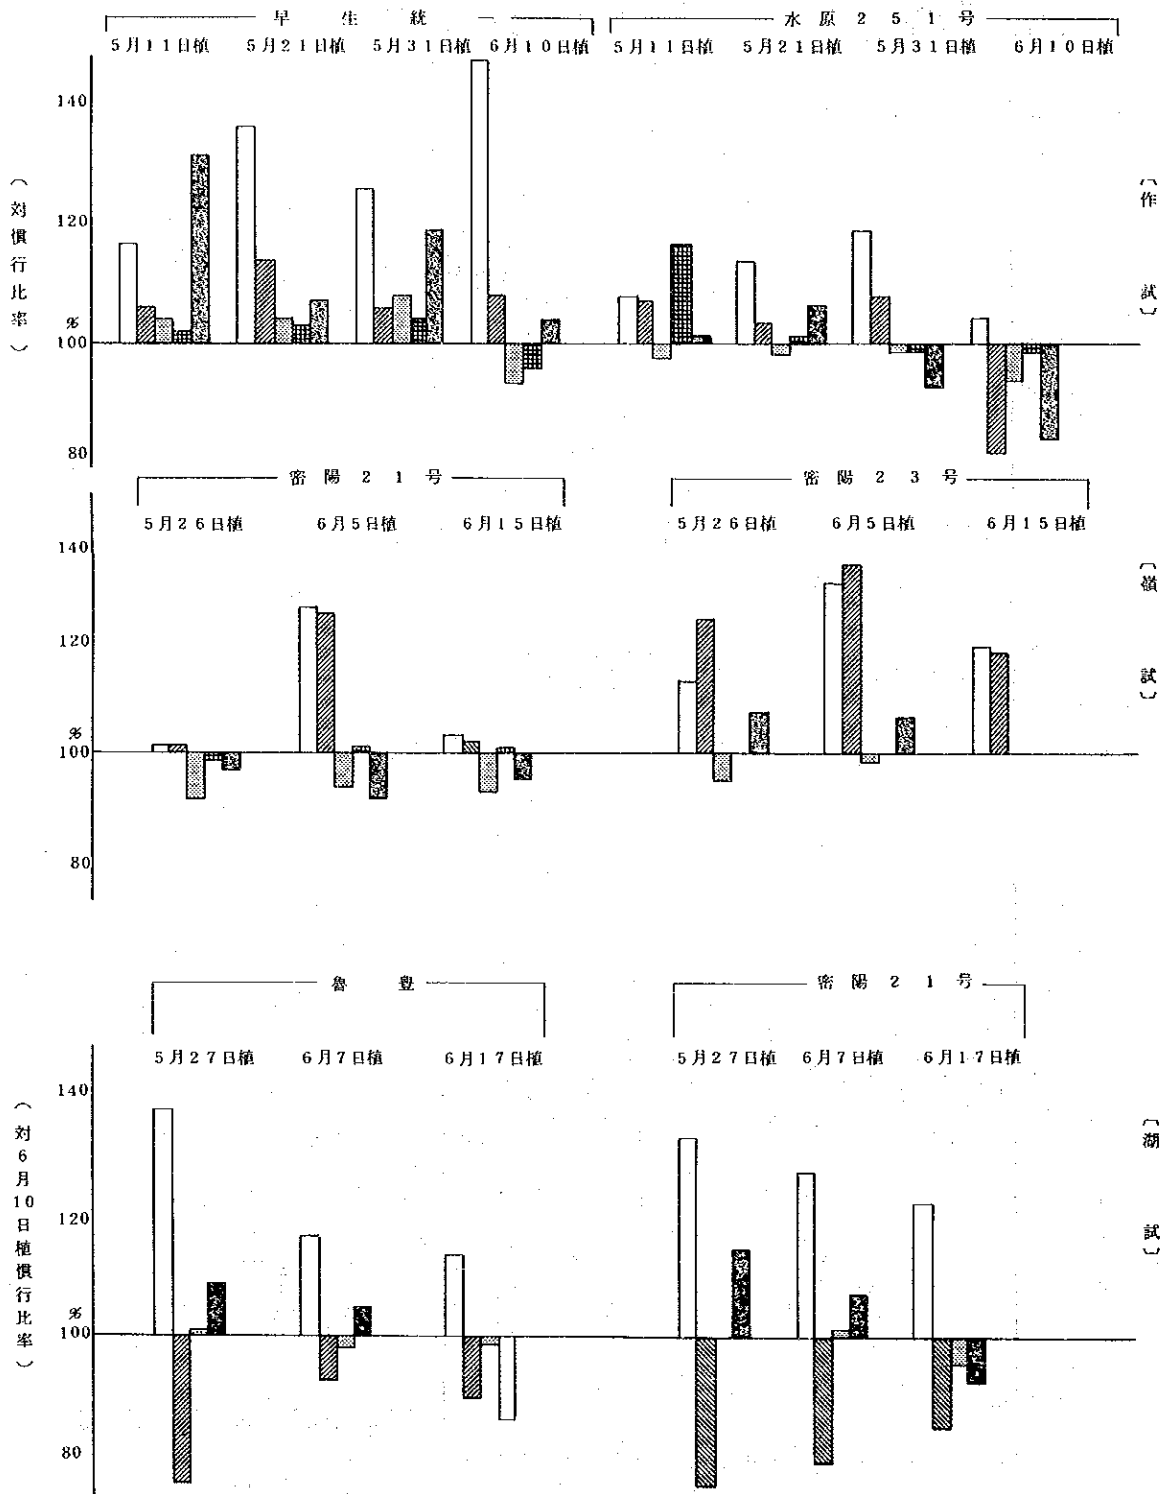 早生統一
水原251号
5月11日植 5月21日植 5月31日植 6月10日植 5月11日植 5月21日植 5月31日植 6月10日植
140
120
%
100
80
(対慣行比率)
〔作試〕
密陽21号
密陽23号
5月26日植 6月5日植 6月15日植 5月26日植 6月5日植 6月15日植
140
120
%
100
80
〔嶺試〕
魯豊
密陽21号
5月27日植 6月7日植 6月17日植 5月27日植 6月7日植 6月17日植
140
120
%
100
80
(対6月10日植慣行比率)
〔湖試〕